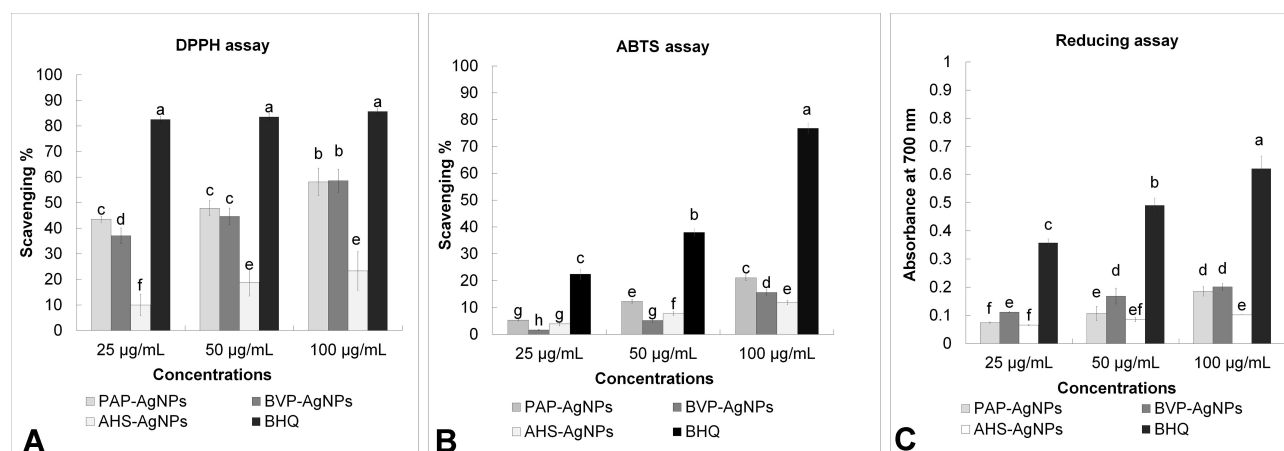 DPPH assay
Scavenging %
100
90
80
70
60
50
40
30
20
10
0
c
d
f
a
c
c
e
a
b
b
e
a
25 µg/mL
50 µg/mL
100 µg/mL
Concentrations
PAP-AgNPs
BVP-AgNPs
AHS-AgNPs
BHQ
A
ABTS assay
Scavenging %
100
90
80
70
60
50
40
30
20
10
0
g
h
g
c
e
g
f
b
c
d
e
a
25 µg/mL
50 µg/mL
100 µg/mL
Concentrations
PAP-AgNPs
BVP-AgNPs
AHS-AgNPs
BHQ
B
Reducing assay
Absorbance at 700 nm
1
0.9
0.8
0.7
0.6
0.5
0.4
0.3
0.2
0.1
0
f
e
f
c
e
d
ef
b
d
d
e
a
25 µg/mL
50 µg/mL
100 µg/mL
Concentrations
PAP-AgNPs
BVP-AgNPs
AHS-AgNPs
BHQ
C